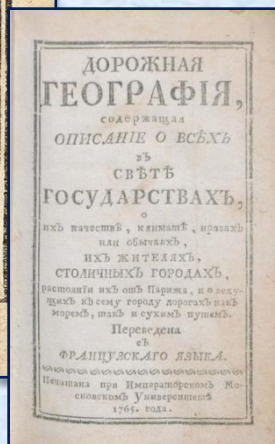 ДОРОЖНАЯ
ГЕОГРАФІЯ,
содержащая
ОПИСАНІЕ О ВСѢХЪ
въ
СВѢТѢ
ГОСУДАРСТВАХЪ,
о
ихъ качествѣ, климатѣ, нравахъ
или обычаяхъ,
ИХЪ ЖИТЕЛЯХЪ,
СТОЛИЧНЫХЪ ГОРОДАХЪ,
растояніи ихъ отъ Парижа, и о веду-
щихъ къ сему городу дорогахъ какъ
моремъ, такъ и сухимъ путемъ.
Переведена
съ
ФРАНЦУЗСКАГО ЯЗЫКА.
Печатана при Императорскомъ Мо-
сковскомъ Университетѣ
1765. года.